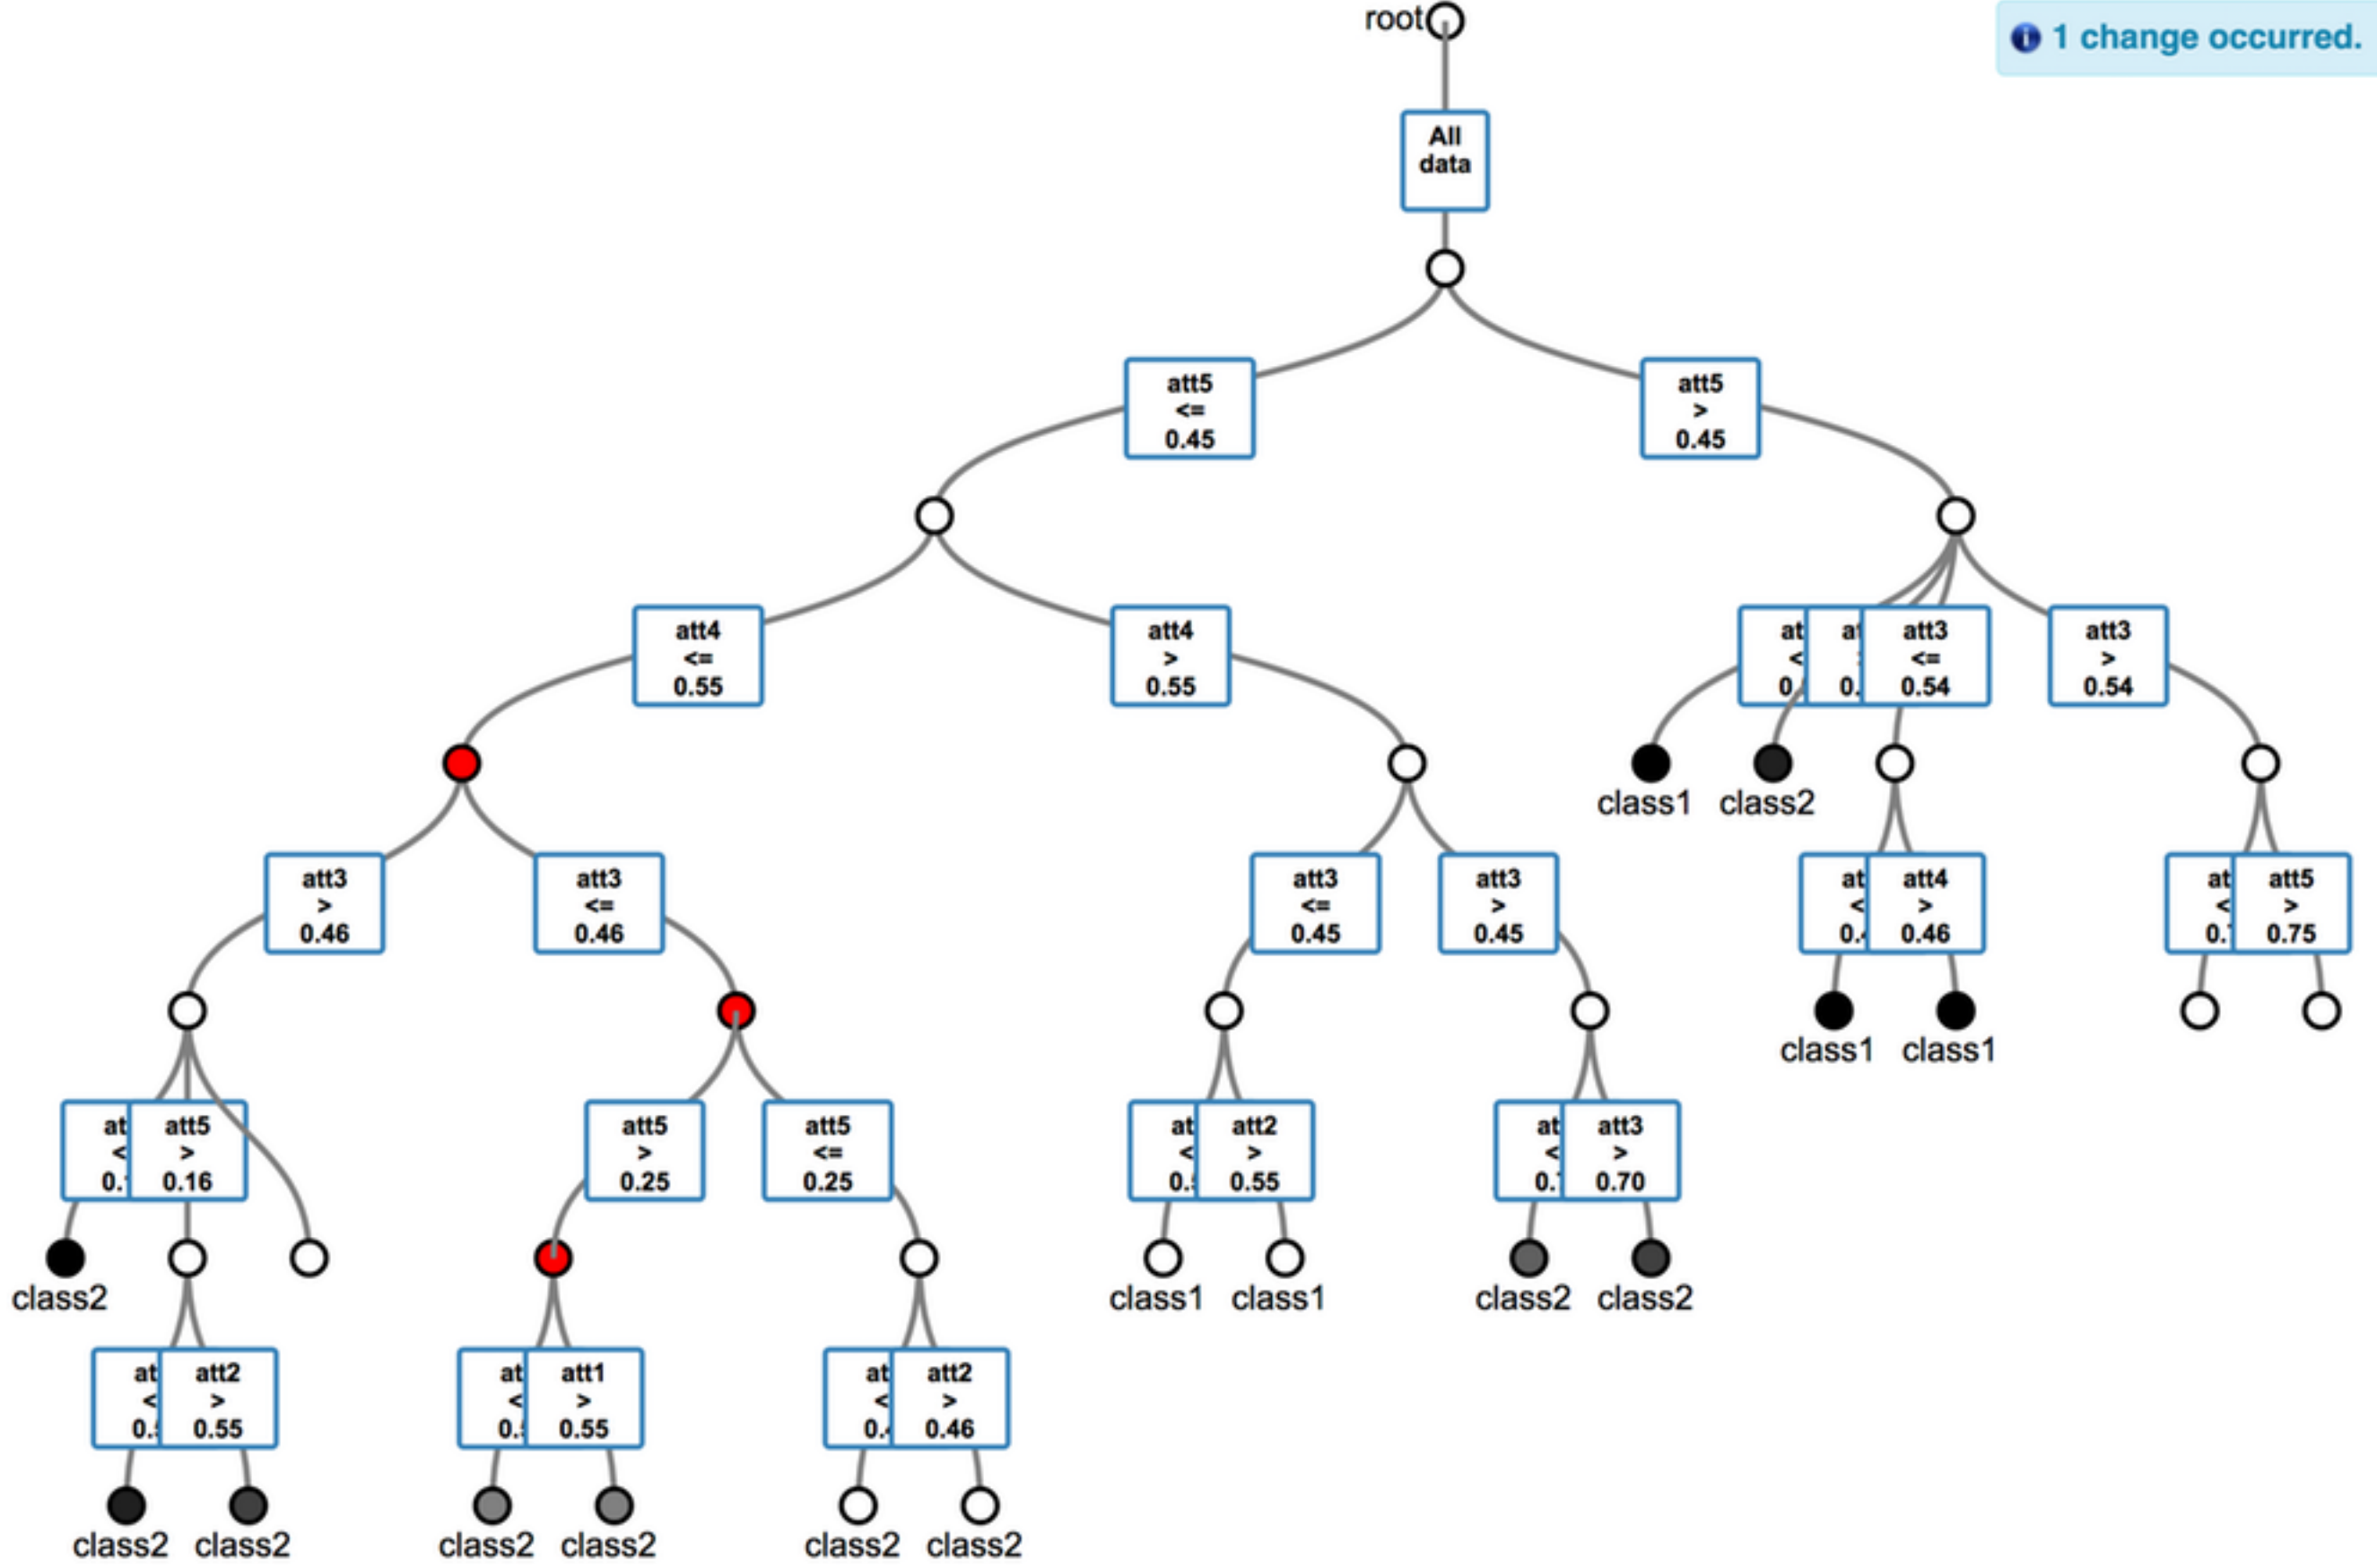 root
1 change occurred.
All
data
att5
<=
0.45
att5
>
0.45
att4
<=
0.55
att4
>
0.55
att3
<=
0.54
att3
>
0.54
class1
class2
att3
>
0.46
att3
<=
0.46
att3
<=
0.45
att3
>
0.45
att4
>
0.46
att5
>
0.75
class1
class1
att5
>
0.16
att5
>
0.25
att5
<=
0.25
att2
>
0.55
att3
>
0.70
class2
class1
class1
class2
class2
att2
>
0.55
att1
>
0.55
att2
>
0.46
class2
class2
class2
class2
class2
class2